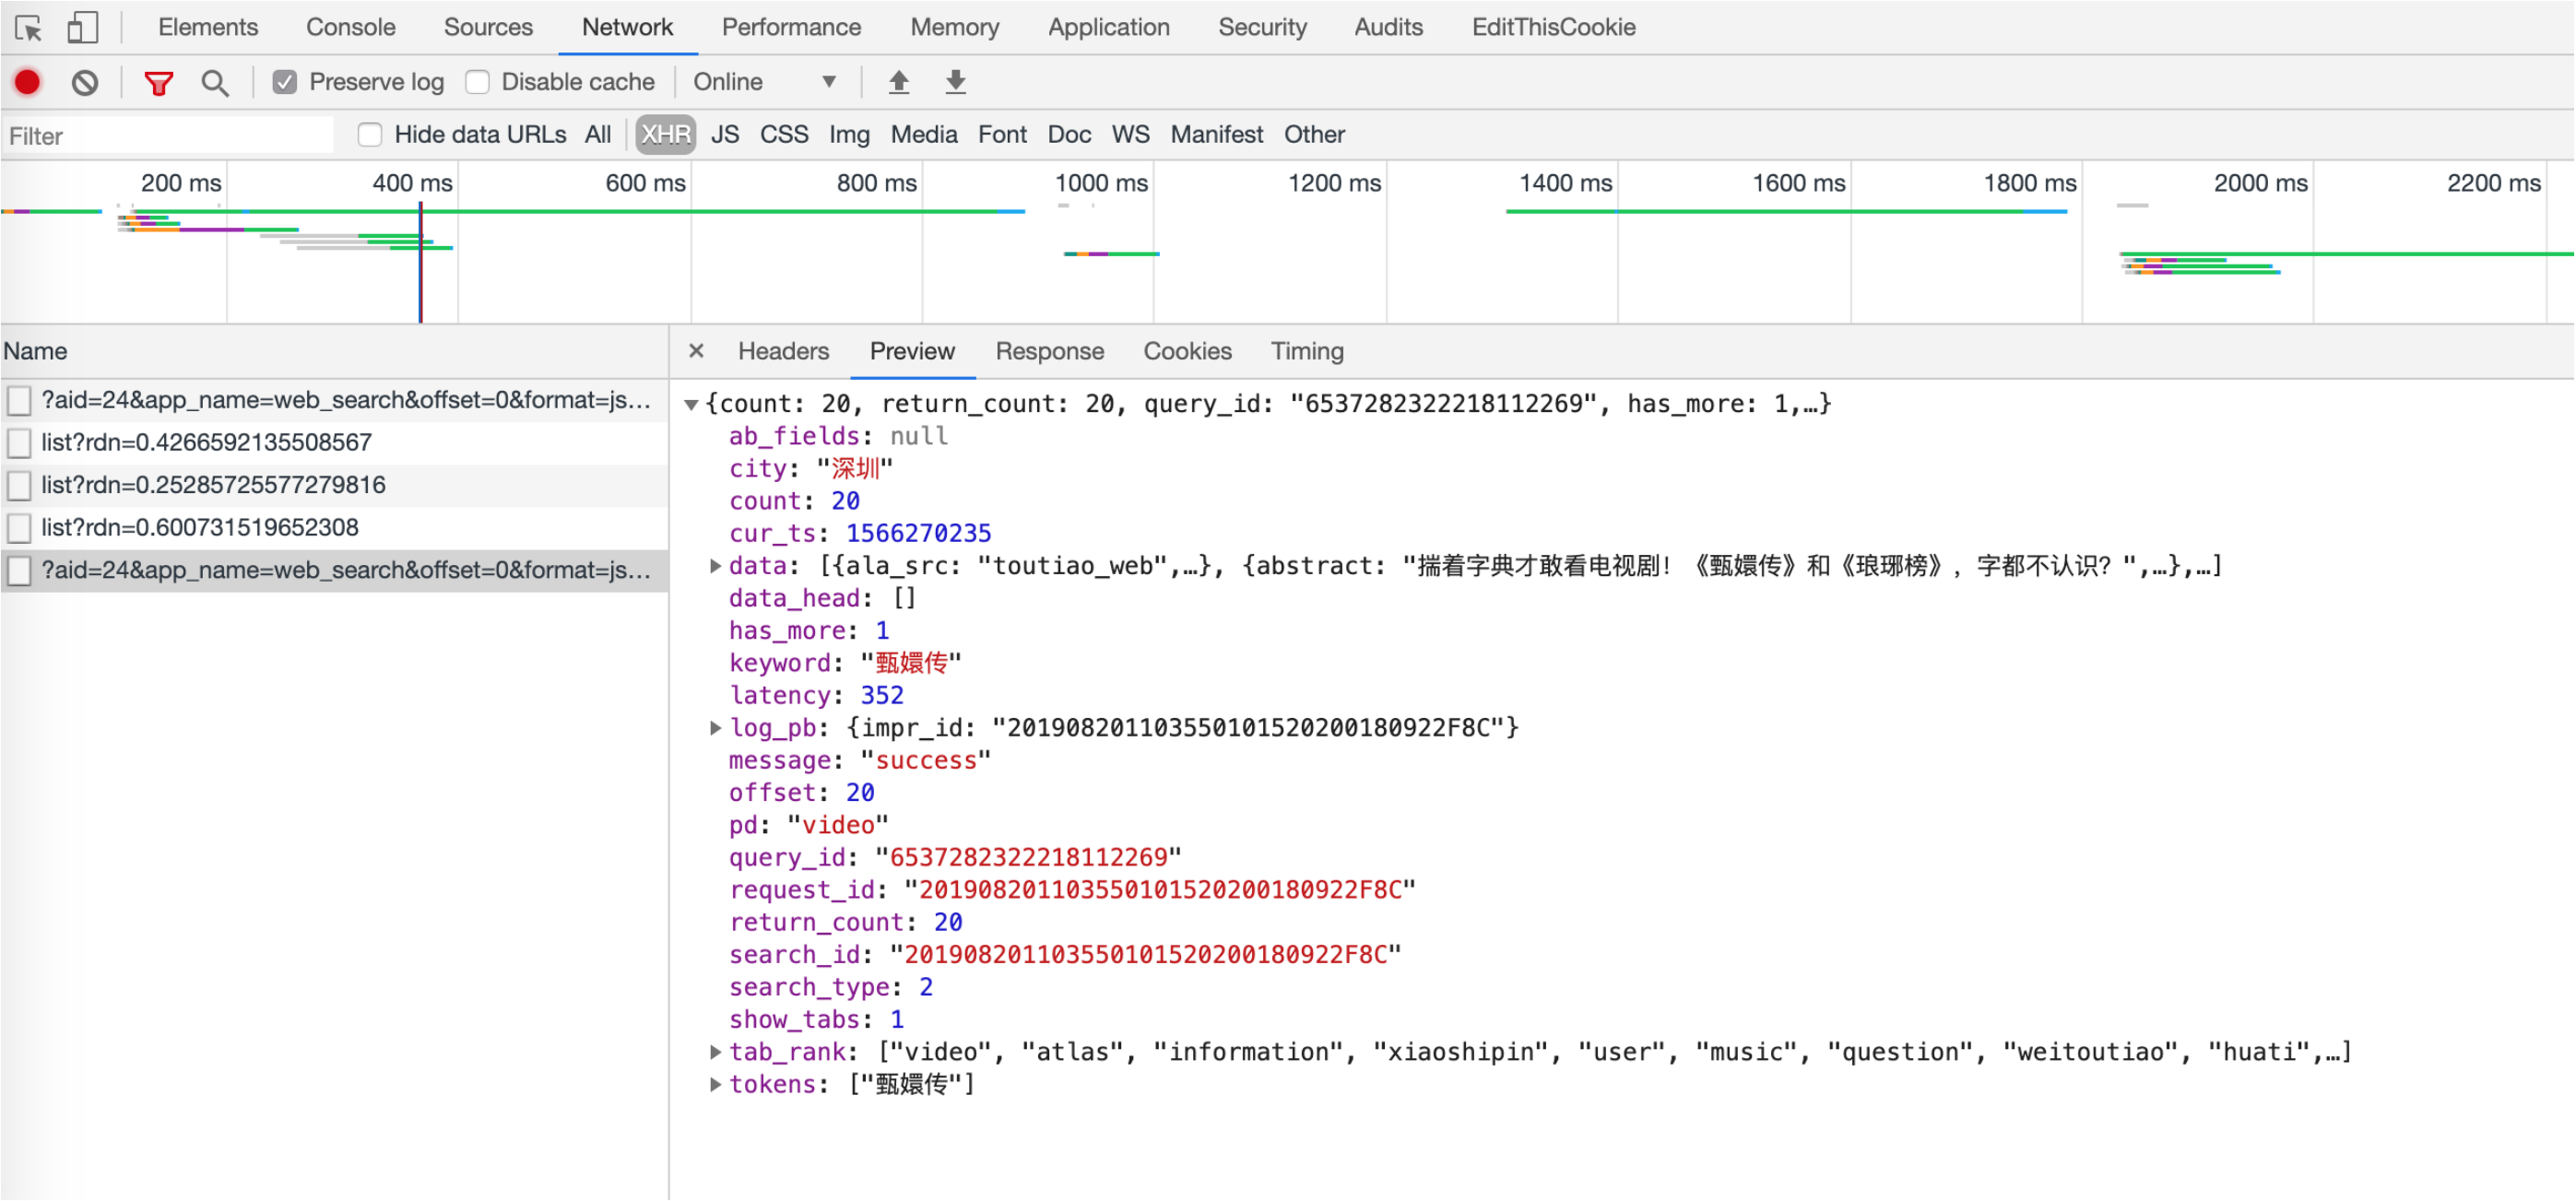 Elements Console Sources Network Performance Memory Application Security Audits EditThisCookie
Preserve log Disable cache Online
Filter Hide data URLs All XHR JS CSS Img Media Font Doc WS Manifest Other
200 ms 400 ms 600 ms 800 ms 1000 ms 1200 ms 1400 ms 1600 ms 1800 ms 2000 ms 2200 ms
Name
?aid=24&app_name=web_search&offset=0&format=js…
list?rdn=0.4266592135508567
list?rdn=0.25285725577279816
list?rdn=0.600731519652308
?aid=24&app_name=web_search&offset=0&format=js…
× Headers Preview Response Cookies Timing
{count: 20, return_count: 20, query_id: "6537282322218112269", has_more: 1,…}
ab_fields: null
city: "深圳"
count: 20
cur_ts: 1566270235
data: [{ala_src: "toutiao_web",…}, {abstract: "揣着字典才敢看电视剧！《甄嬛传》和《琅琊榜》，字都不认识？",…},…]
data_head: []
has_more: 1
keyword: "甄嬛传"
latency: 352
log_pb: {impr_id: "201908201103550101520200180922F8C"}
message: "success"
offset: 20
pd: "video"
query_id: "6537282322218112269"
request_id: "201908201103550101520200180922F8C"
return_count: 20
search_id: "201908201103550101520200180922F8C"
search_type: 2
show_tabs: 1
tab_rank: ["video", "atlas", "information", "xiaoshipin", "user", "music", "question", "weitoutiao", "huati",…]
tokens: ["甄嬛传"]